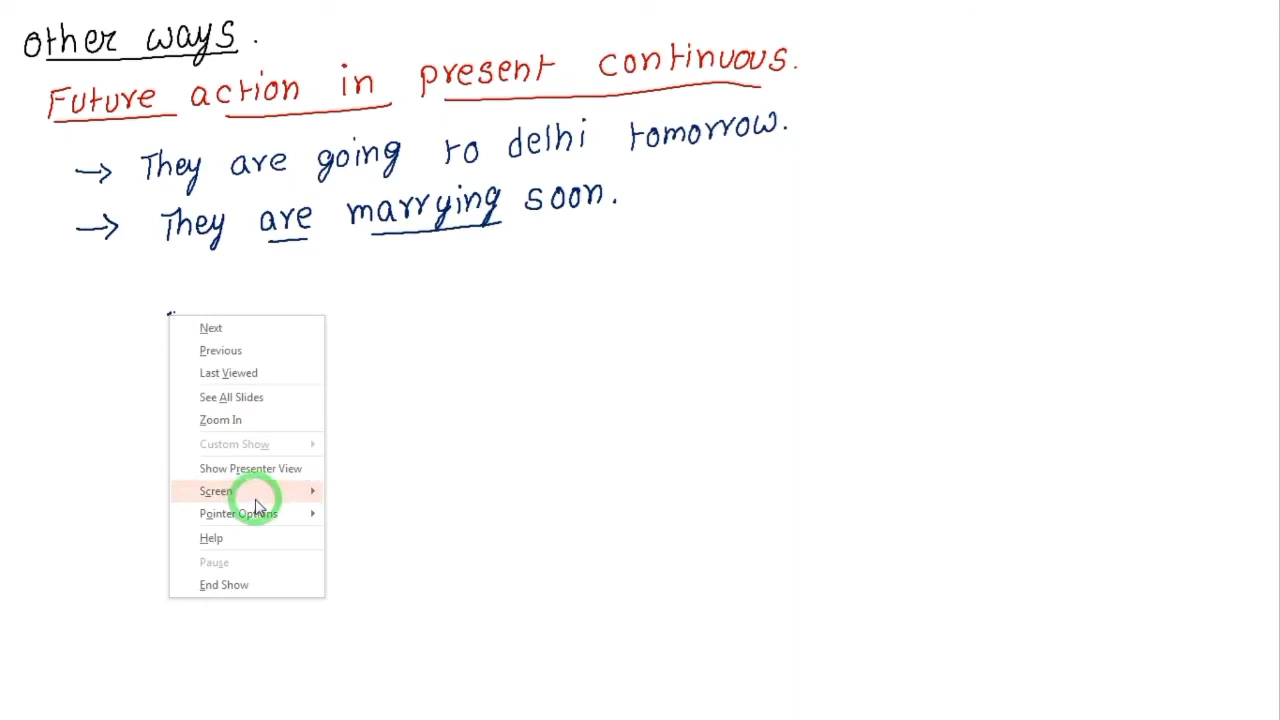 other ways.
Future action in present continuous.
→ They are going to delhi tomorrow.
→ They are marrying soon.
Next
Previous
Last Viewed
See All Slides
Zoom In
Custom Show
Show Presenter View
Screen
Pointer Options
Help
Pause
End Show